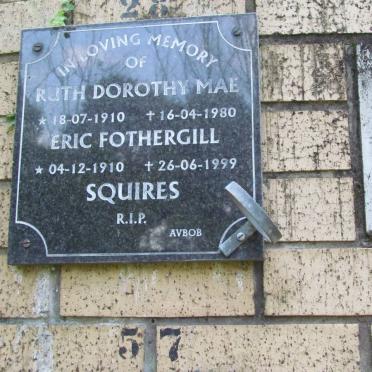 IN LOVING MEMORY
OF
RUTH DOROTHY MAE
★ 18-07-1910 ✝ 16-04-1980
ERIC FOTHERGILL
★ 04-12-1910 ✝ 26-06-1999
SQUIRES
R.I.P.
AVBOB
57